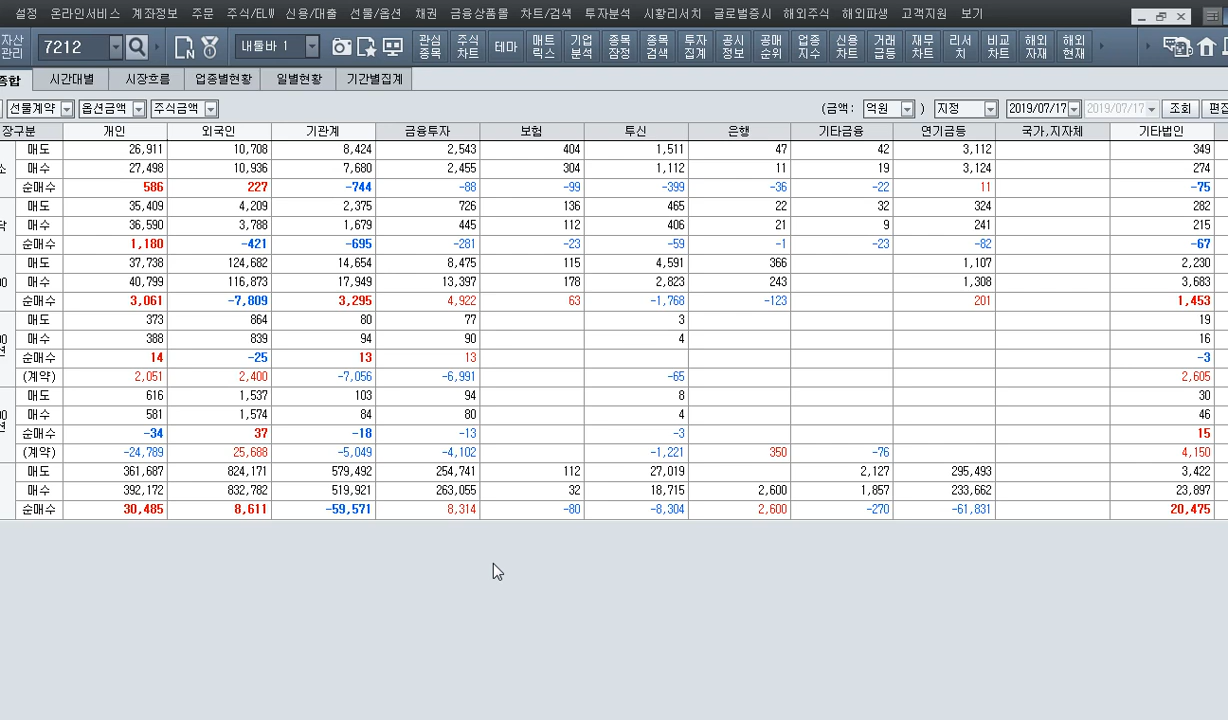 설정 온라인서비스 계좌정보 주문 주식/ELW 신용/대출 선물/옵션 채권 금융상품몰 차트/검색 투자분석 시황리서치 글로벌증시 해외주식 해외파생 고객지원 보기
자산 관리 7212 내툴바 1 관심 종목 주식 차트 테마 매트 릭스 기업 분석 종목 잠정 종목 검색 투자 집계 공시 정보 공매 순위 업종 지수 신용 차트 거래 급등 재무 차트 리서 치 비교 차트 해외 자재 해외 현재
종합 시간대별 시장흐름 업종별현황 일별현황 기간별집계
선물계약 옵션금액 주식금액 (금액: 억원 ) 지정 2019/07/17 2019/07/17 조회 편집
장구분 개인 외국인 기관계 금융투자 보험 투신 은행 기타금융 연기금등 국가,지자체 기타법인
매도 26,911 10,708 8,424 2,543 404 1,511 47 42 3,112 349
소 매수 27,498 10,936 7,680 2,455 304 1,112 11 19 3,124 274
순매수 586 227 -744 -88 -99 -399 -36 -22 11 -75
매도 35,409 4,209 2,375 726 136 465 22 32 324 282
닥 매수 36,590 3,788 1,679 445 112 406 21 9 241 215
순매수 1,180 -421 -695 -281 -23 -59 -1 -23 -82 -67
매도 37,738 124,682 14,654 8,475 115 4,591 366 1,107 2,230
00 매수 40,799 116,873 17,949 13,397 178 2,823 243 1,308 3,683
순매수 3,061 -7,809 3,295 4,922 63 -1,768 -123 201 1,453
매도 373 864 80 77 3 19
00 매수 388 839 94 90 4 16
션 순매수 14 -25 13 13 -3
(계약) 2,051 2,400 -7,056 -6,991 -65 2,605
매도 616 1,537 103 94 8 30
00 매수 581 1,574 84 80 4 46
션 순매수 -34 37 -18 -13 -3 15
(계약) -24,789 25,688 -5,049 -4,102 -1,221 350 -76 4,150
매도 361,687 824,171 579,492 254,741 112 27,019 2,127 295,493 3,422
매수 392,172 832,782 519,921 263,055 32 18,715 2,600 1,857 233,662 23,897
순매수 30,485 8,611 -59,571 8,314 -80 -8,304 2,600 -270 -61,831 20,475